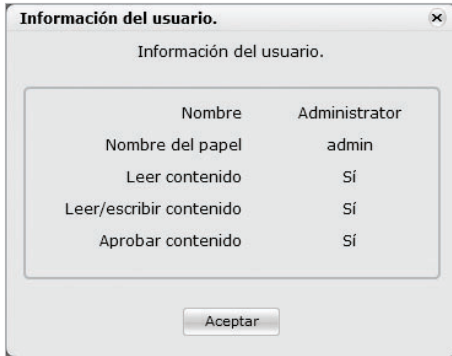 Información del usuario.
Información del usuario.
Nombre Administrator
Nombre del papel admin
Leer contenido Sí
Leer/escribir contenido Sí
Aprobar contenido Sí
Aceptar